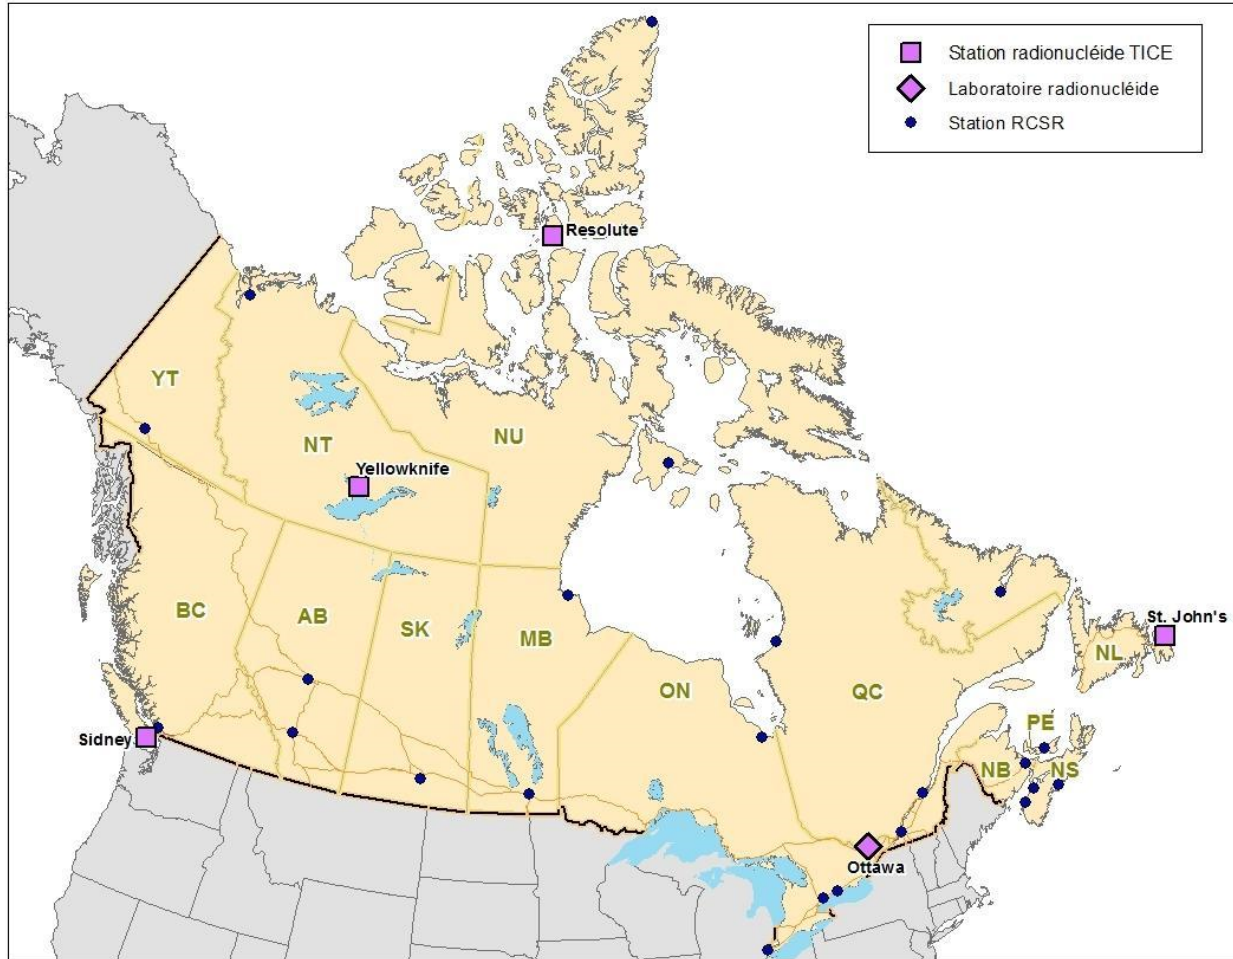 Station radionucléide TICE
Laboratoire radionucléide
Station RCSR
Resolute
YT
NT
NU
Yellowknife
BC
AB
SK
MB
ON
QC
St. John's
NL
PE
NB
NS
Sidney
Ottawa